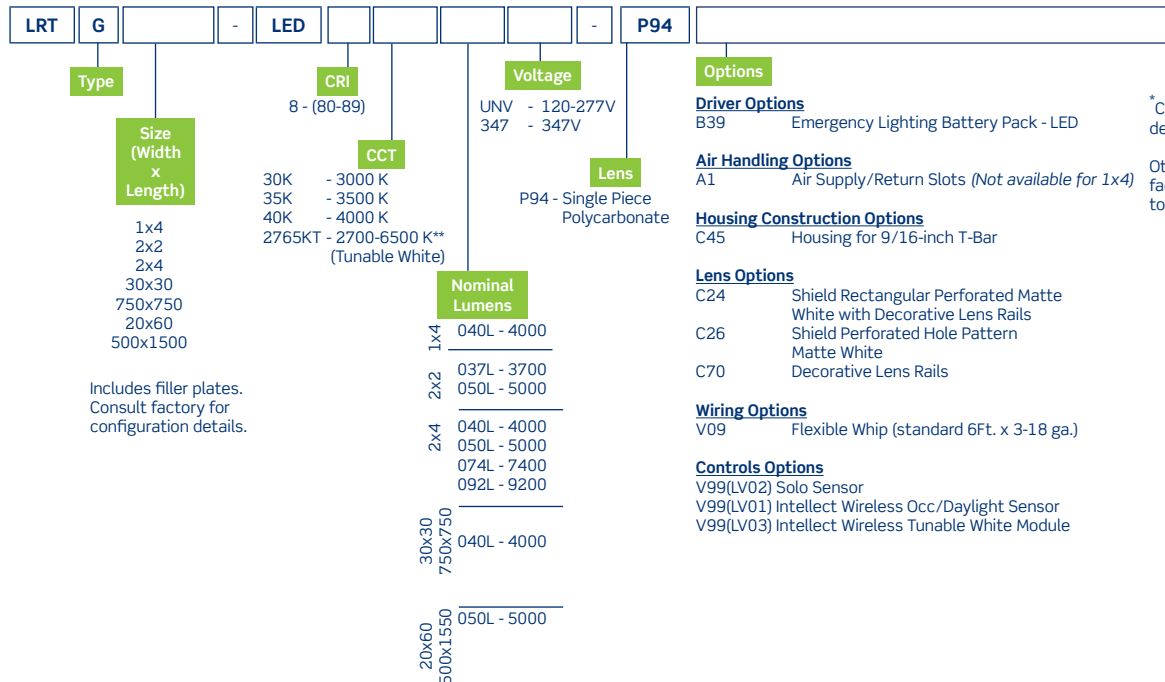 LRT G - LED - P94
Type
Size
(Width
x
Length)
1x4
2x2
2x4
30x30
750x750
20x60
500x1500
Includes filler plates.
Consult factory for
configuration details.
CRI
8 - (80-89)
CCT
30K - 3000 K
35K - 3500 K
40K - 4000 K
2765KT - 2700-6500 K**
(Tunable White)
Nominal
Lumens
1x4
040L - 4000
2x2
037L - 3700
050L - 5000
2x4
040L - 4000
050L - 5000
074L - 7400
092L - 9200
30x30
750x750
040L - 4000
20x60
500x1550
050L - 5000
Voltage
UNV - 120-277V
347 - 347V
Lens
P94 - Single Piece
Polycarbonate
Options
Driver Options
B39 Emergency Lighting Battery Pack - LED
Air Handling Options
A1 Air Supply/Return Slots (Not available for 1x4)
Housing Construction Options
C45 Housing for 9/16-inch T-Bar
Lens Options
C24 Shield Rectangular Perforated Matte
White with Decorative Lens Rails
C26 Shield Perforated Hole Pattern
Matte White
C70 Decorative Lens Rails
Wiring Options
V09 Flexible Whip (standard 6Ft. x 3-18 ga.)
Controls Options
V99(LV02) Solo Sensor
V99(LV01) Intellect Wireless Occ/Daylight Sensor
V99(LV03) Intellect Wireless Tunable White Module
*C
de
Ot
fac
to